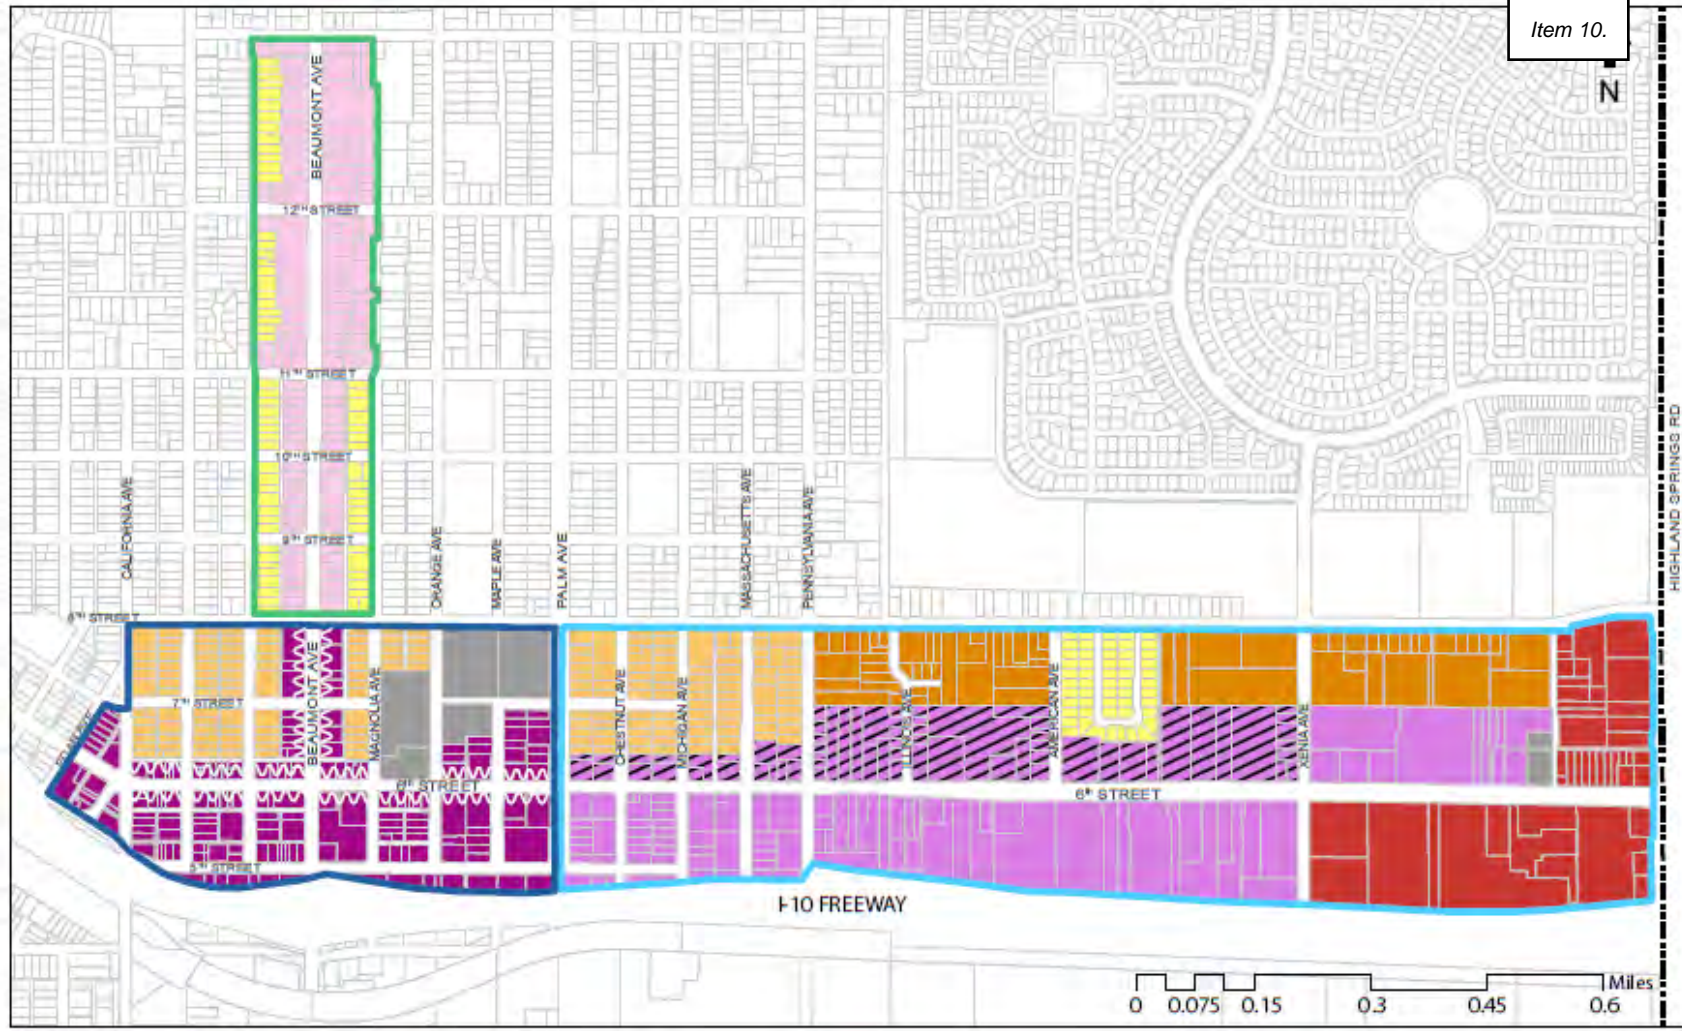 Item 10.
N
BEAUMONT AVE
12TH STREET
11TH STREET
10TH STREET
9TH STREET
CALIFORNIA AVE
ORANGE AVE
MAPLE AVE
PALM AVE
MASSACHUSETTS AVE
PENNSYLVANIA AVE
HIGHLAND SPRINGS RD
8TH STREET
7TH STREET
BEAUMONT AVE
MAGNOLIA AVE
CHESTNUT AVE
MICHIGAN AVE
ILLINOIS AVE
AMERICAN AVE
XENIA AVE
6th STREET
6th STREET
5TH STREET
I-10 FREEWAY
Miles
0 0.075 0.15 0.3 0.45 0.6